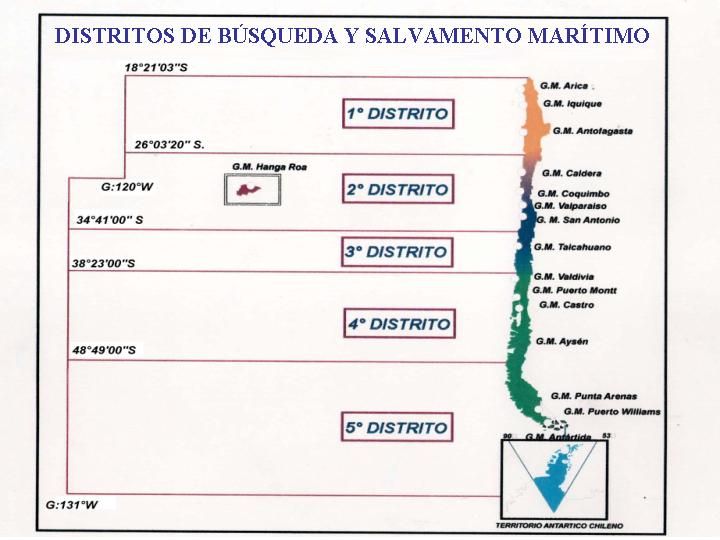 DISTRITOS DE BÚSQUEDA Y SALVAMENTO MARÍTIMO
18°21'03"S
G.M. Arica
G.M. Iquique
1° DISTRITO
G.M. Antofagasta
26°03'20" S.
G.M. Hanga Roa
G.M. Caldera
G:120°W
2° DISTRITO
G.M. Coquimbo
G.M. Valparaiso
34°41'00" S
G. M. San Antonio
3° DISTRITO
G.M. Talcahuano
38°23'00"S
G.M. Valdivia
G.M. Puerto Montt
G.M. Castro
4° DISTRITO
G.M. Aysén
48°49'00"S
G.M. Punta Arenas
G.M. Puerto Williams
5° DISTRITO
G.M. Antártida
90
53
G:131°W
TERRITORIO ANTARTICO CHILENO